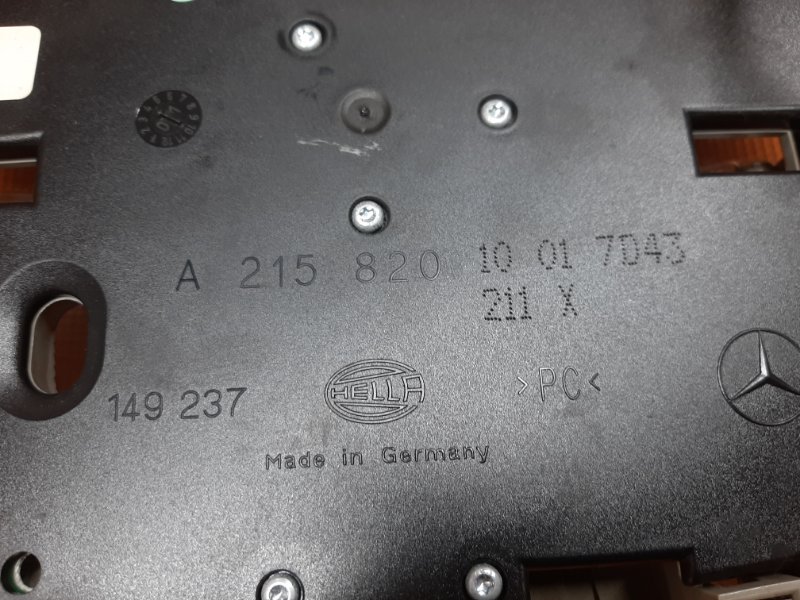 A 215 820 10 01 7D43
211 X
149 237
HELLA
>PC<
Made in Germany